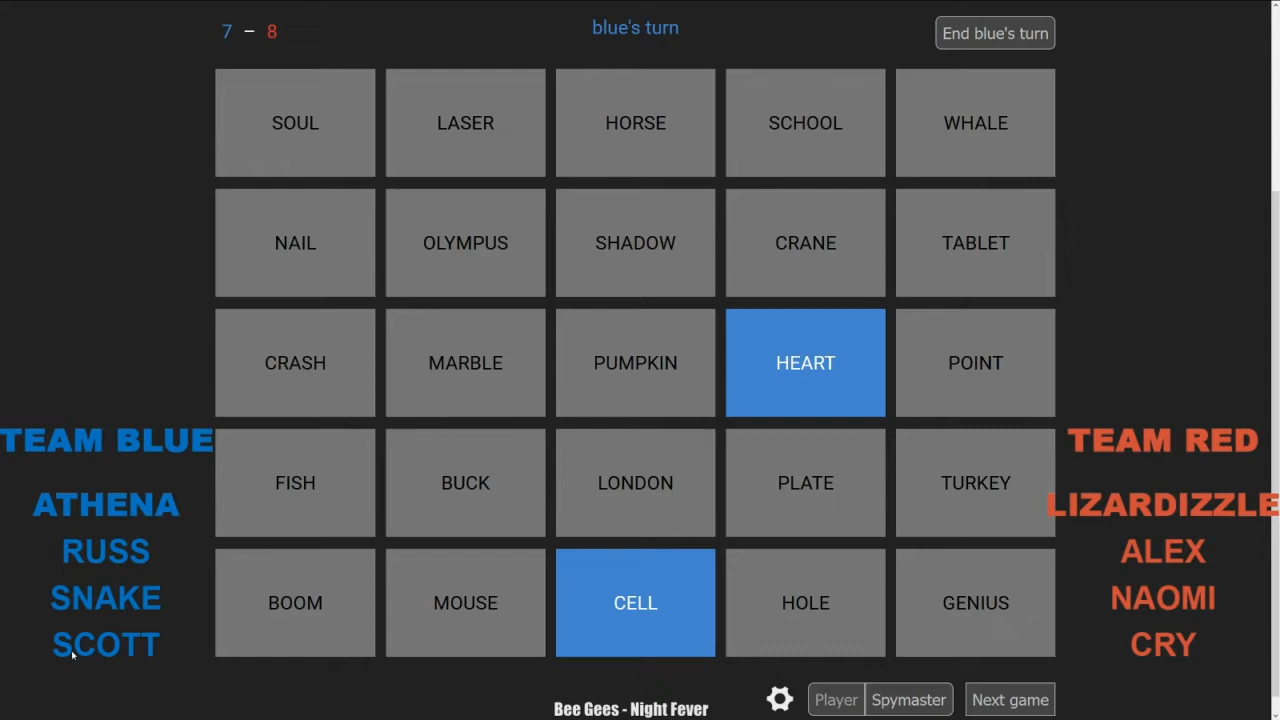 7 – 8
blue's turn
End blue's turn
SOUL LASER HORSE SCHOOL WHALE
NAIL OLYMPUS SHADOW CRANE TABLET
CRASH MARBLE PUMPKIN HEART POINT
TEAM BLUE
TEAM RED
FISH BUCK LONDON PLATE TURKEY
ATHENA
LIZARDIZZLE
RUSS
ALEX
SNAKE
NAOMI
BOOM MOUSE CELL HOLE GENIUS
SCOTT
CRY
Player Spymaster Next game
Bee Gees - Night Fever